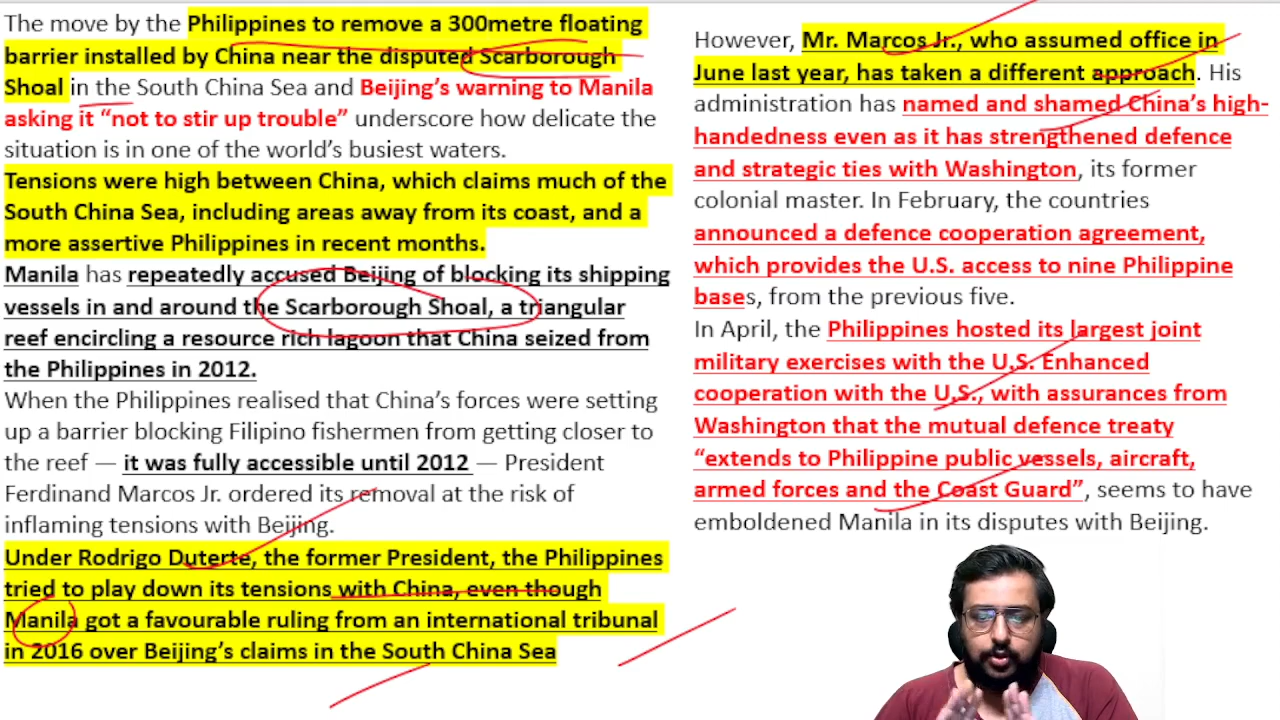 The move by the Philippines to remove a 300metre floating
barrier installed by China near the disputed Scarborough
Shoal in the South China Sea and Beijing’s warning to Manila
asking it “not to stir up trouble” underscore how delicate the
situation is in one of the world’s busiest waters.
Tensions were high between China, which claims much of the
South China Sea, including areas away from its coast, and a
more assertive Philippines in recent months.
Manila has repeatedly accused Beijing of blocking its shipping
vessels in and around the Scarborough Shoal, a triangular
reef encircling a resource rich lagoon that China seized from
the Philippines in 2012.
When the Philippines realised that China’s forces were setting
up a barrier blocking Filipino fishermen from getting closer to
the reef — it was fully accessible until 2012 — President
Ferdinand Marcos Jr. ordered its removal at the risk of
inflaming tensions with Beijing.
Under Rodrigo Duterte, the former President, the Philippines
tried to play down its tensions with China, even though
Manila got a favourable ruling from an international tribunal
in 2016 over Beijing’s claims in the South China Sea
However, Mr. Marcos Jr., who assumed office in
June last year, has taken a different approach. His
administration has named and shamed China’s high-
handedness even as it has strengthened defence
and strategic ties with Washington, its former
colonial master. In February, the countries
announced a defence cooperation agreement,
which provides the U.S. access to nine Philippine
bases, from the previous five.
In April, the Philippines hosted its largest joint
military exercises with the U.S. Enhanced
cooperation with the U.S., with assurances from
Washington that the mutual defence treaty
“extends to Philippine public vessels, aircraft,
armed forces and the Coast Guard”, seems to have
emboldened Manila in its disputes with Beijing.